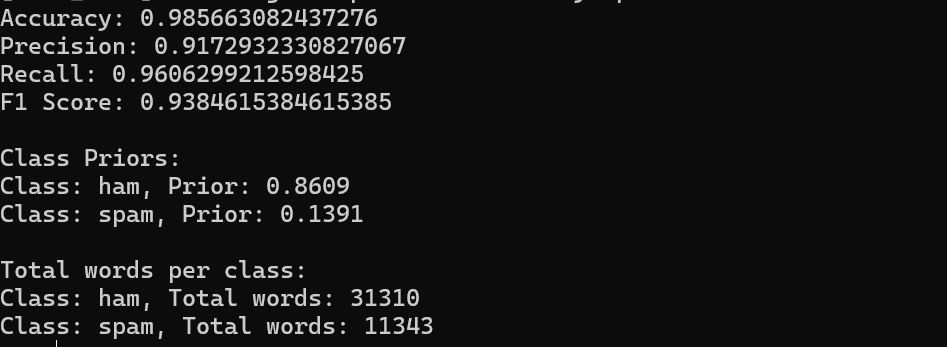 Accuracy: 0.985663082437276
Precision: 0.9172932330827067
Recall: 0.9606299212598425
F1 Score: 0.9384615384615385
Class Priors:
Class: ham, Prior: 0.8609
Class: spam, Prior: 0.1391
Total words per class:
Class: ham, Total words: 31310
Class: spam, Total words: 11343